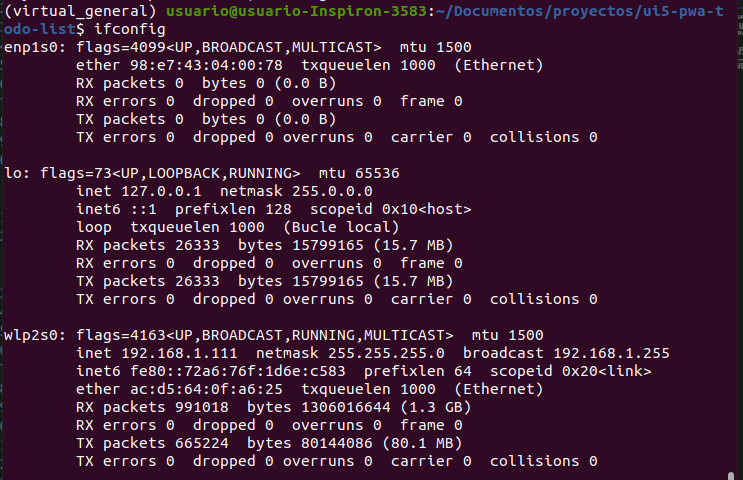 (virtual_general) usuario@usuario-Inspiron-3583:~/Documentos/proyectos/ui5-pwa-t
odo-list$ ifconfig
enp1s0: flags=4099<UP,BROADCAST,MULTICAST>  mtu 1500
        ether 98:e7:43:04:00:78  txqueuelen 1000  (Ethernet)
        RX packets 0  bytes 0 (0.0 B)
        RX errors 0  dropped 0  overruns 0  frame 0
        TX packets 0  bytes 0 (0.0 B)
        TX errors 0  dropped 0 overruns 0  carrier 0  collisions 0

lo: flags=73<UP,LOOPBACK,RUNNING>  mtu 65536
        inet 127.0.0.1  netmask 255.0.0.0
        inet6 ::1  prefixlen 128  scopeid 0x10<host>
        loop  txqueuelen 1000  (Bucle local)
        RX packets 26333  bytes 15799165 (15.7 MB)
        RX errors 0  dropped 0  overruns 0  frame 0
        TX packets 26333  bytes 15799165 (15.7 MB)
        TX errors 0  dropped 0 overruns 0  carrier 0  collisions 0

wlp2s0: flags=4163<UP,BROADCAST,RUNNING,MULTICAST>  mtu 1500
        inet 192.168.1.111  netmask 255.255.255.0  broadcast 192.168.1.255
        inet6 fe80::72a6:76f:1d6e:c583  prefixlen 64  scopeid 0x20<link>
        ether ac:d5:64:0f:a6:25  txqueuelen 1000  (Ethernet)
        RX packets 991018  bytes 1306016644 (1.3 GB)
        RX errors 0  dropped 0  overruns 0  frame 0
        TX packets 665224  bytes 80144086 (80.1 MB)
        TX errors 0  dropped 0 overruns 0  carrier 0  collisions 0